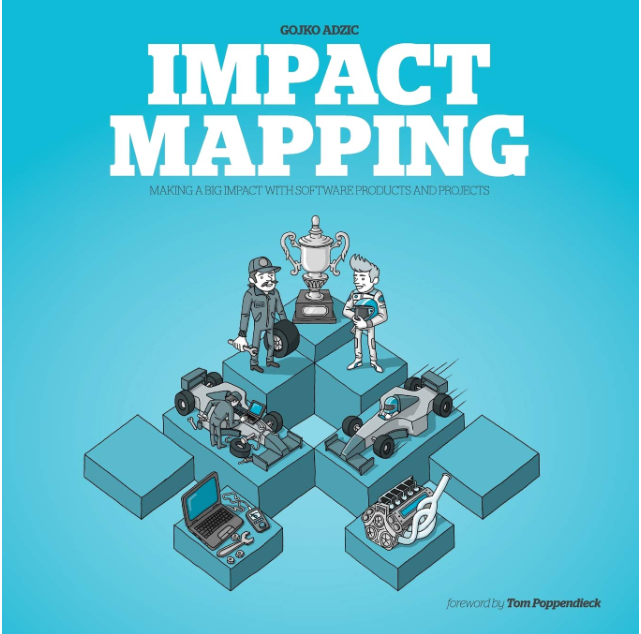 GOJKO ADZIC
IMPACT
MAPPING
MAKING A BIG IMPACT WITH SOFTWARE PRODUCTS AND PROJECTS
foreword by Tom Poppendieck